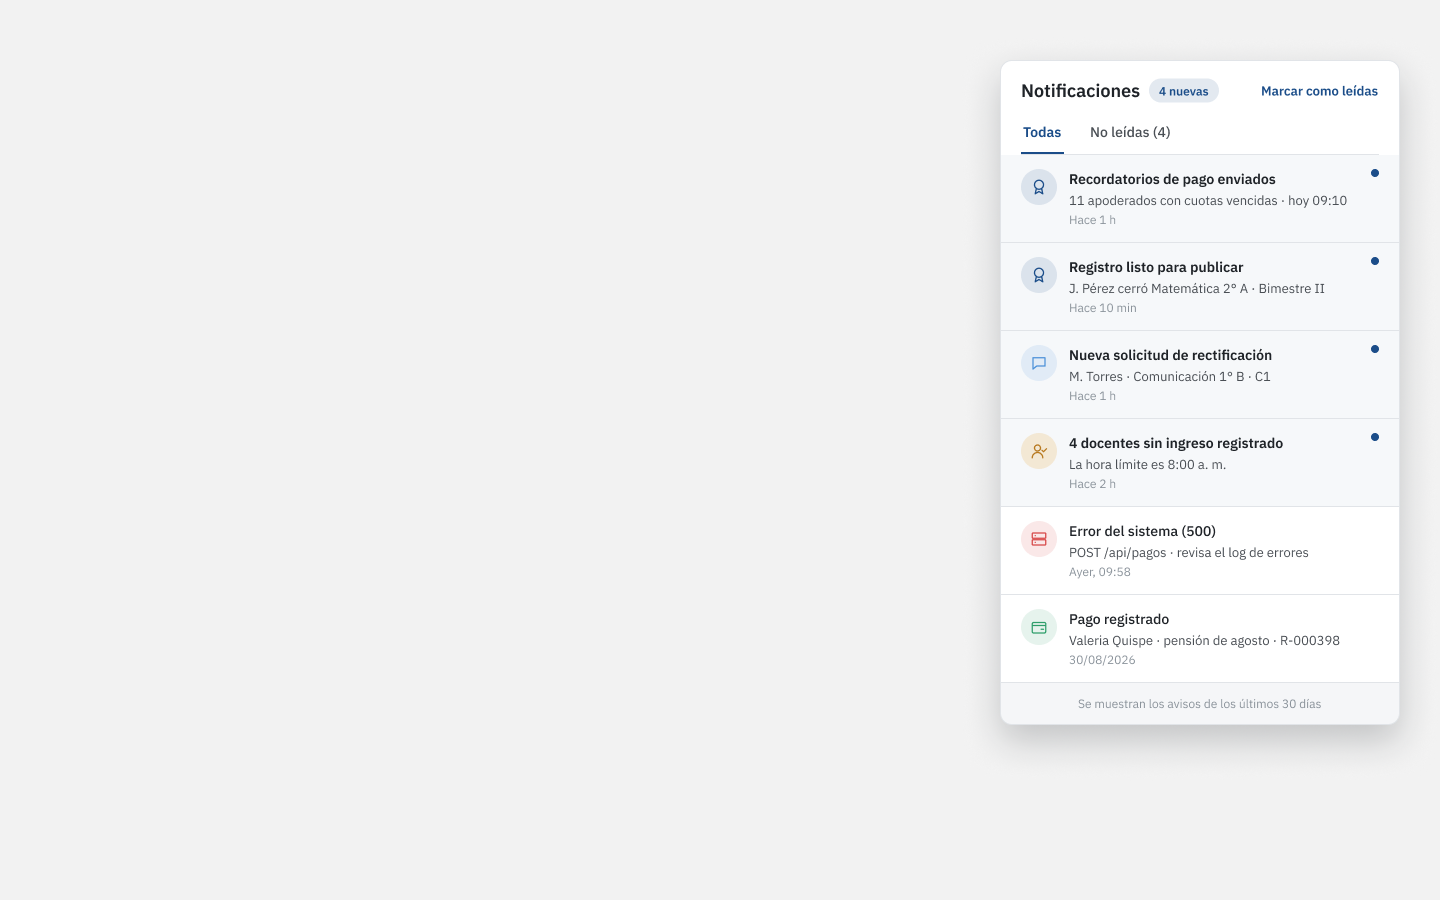 Notificaciones
4 nuevas
Marcar como leídas
Todas
No leídas (4)
Recordatorios de pago enviados
11 apoderados con cuotas vencidas · hoy 09:10
Hace 1 h
Registro listo para publicar
J. Pérez cerró Matemática 2° A · Bimestre II
Hace 10 min
Nueva solicitud de rectificación
M. Torres · Comunicación 1° B · C1
Hace 1 h
4 docentes sin ingreso registrado
La hora límite es 8:00 a. m.
Hace 2 h
Error del sistema (500)
POST /api/pagos · revisa el log de errores
Ayer, 09:58
Pago registrado
Valeria Quispe · pensión de agosto · R-000398
30/08/2026
Se muestran los avisos de los últimos 30 días